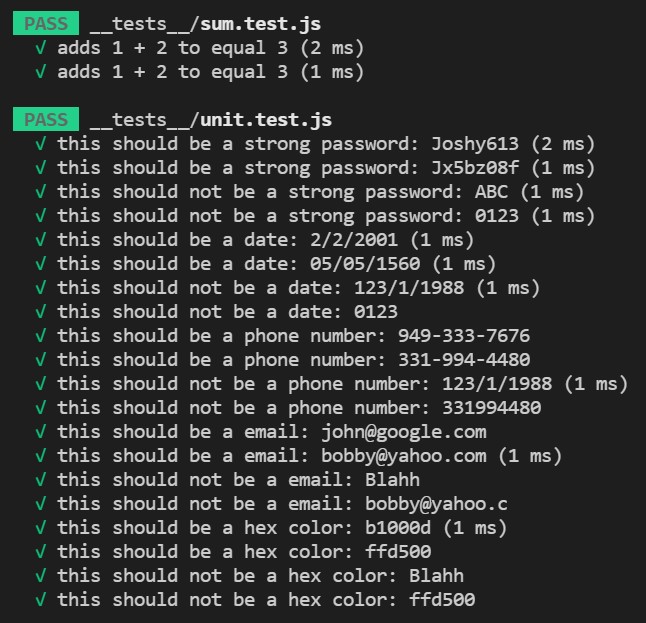 PASS __tests__/sum.test.js
√ adds 1 + 2 to equal 3 (2 ms)
√ adds 1 + 2 to equal 3 (1 ms)
PASS __tests__/unit.test.js
√ this should be a strong password: Joshy613 (2 ms)
√ this should be a strong password: Jx5bz08f (1 ms)
√ this should not be a strong password: ABC (1 ms)
√ this should not be a strong password: 0123 (1 ms)
√ this should be a date: 2/2/2001 (1 ms)
√ this should be a date: 05/05/1560 (1 ms)
√ this should not be a date: 123/1/1988 (1 ms)
√ this should not be a date: 0123
√ this should be a phone number: 949-333-7676
√ this should be a phone number: 331-994-4480
√ this should not be a phone number: 123/1/1988 (1 ms)
√ this should not be a phone number: 331994480
√ this should be a email: john@google.com
√ this should be a email: bobby@yahoo.com (1 ms)
√ this should not be a email: Blahh
√ this should not be a email: bobby@yahoo.c
√ this should be a hex color: b1000d (1 ms)
√ this should be a hex color: ffd500
√ this should not be a hex color: Blahh
√ this should not be a hex color: ffd500